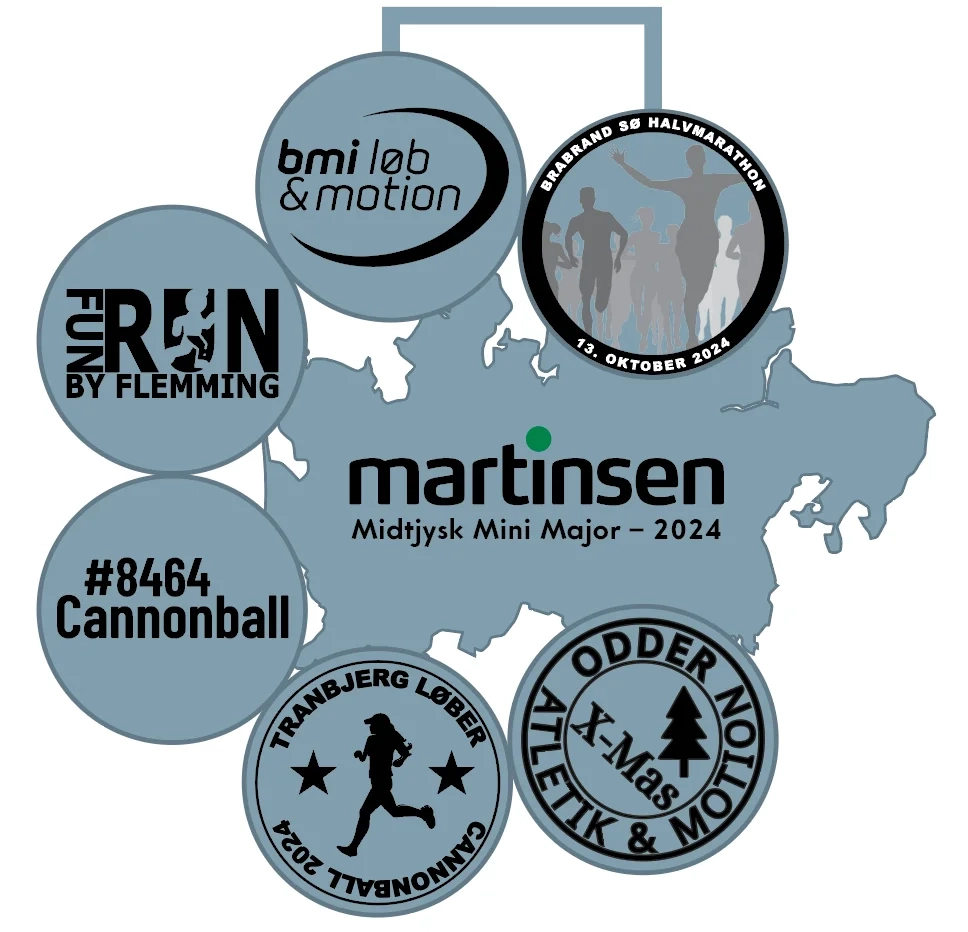 bmi løb
& motion
BRABRAND SØ HALVMARATHON
13. OKTOBER 2024
FUN RUN
BY FLEMMING
martinsen
Midtjysk Mini Major – 2024
#8464
Cannonball
TRANBJERG LØBER
CANNONBALL 2024
ODDER
ATLETIK & MOTION
X-Mas